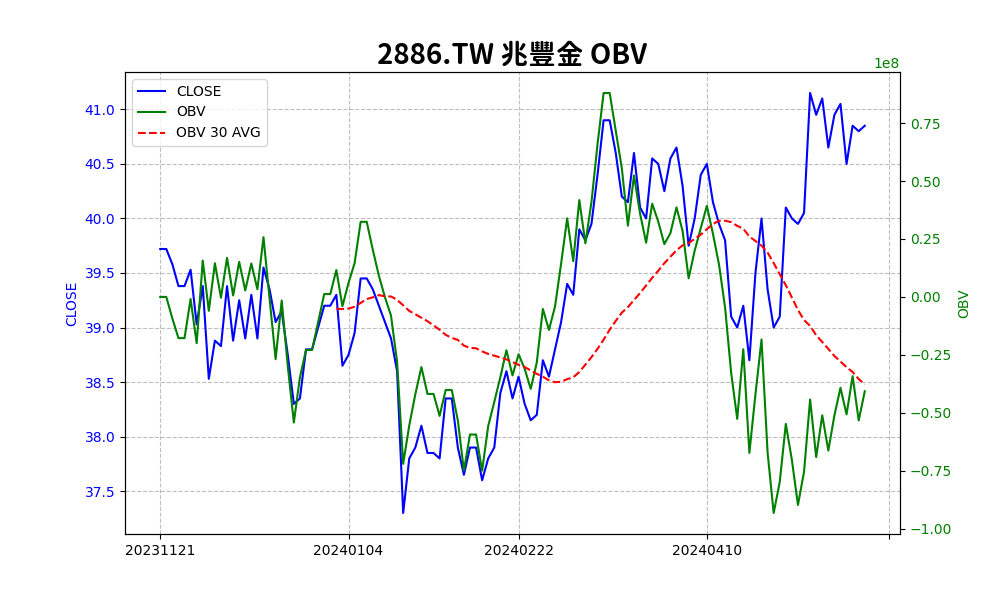 2886.TW 兆豐金 OBV
1e8
CLOSE
OBV
OBV 30 AVG
41.0
40.5
40.0
39.5
39.0
38.5
38.0
37.5
CLOSE
0.75
0.50
0.25
0.00
−0.25
−0.50
−0.75
−1.00
OBV
20231121
20240104
20240222
20240410